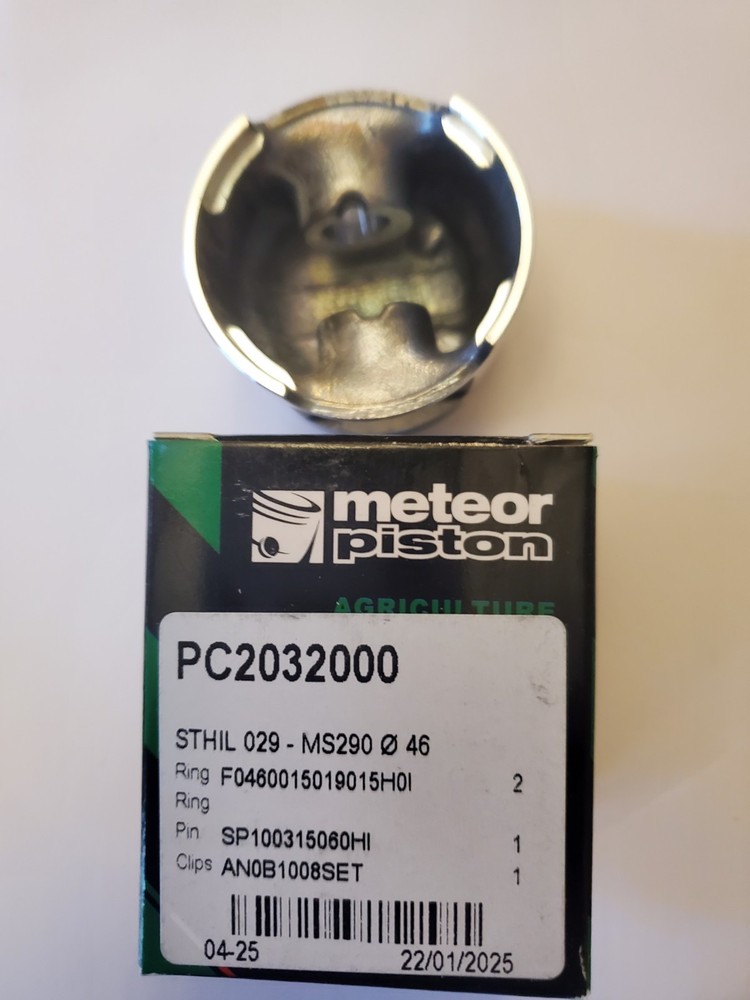 meteor
piston
AGRICULTURE
PC2032000
STHIL 029 - MS290 Ø 46
Ring F0460015019015H0I 2
Ring
Pin SP100315060HI 1
Clips AN0B1008SET 1
04-25 22/01/2025